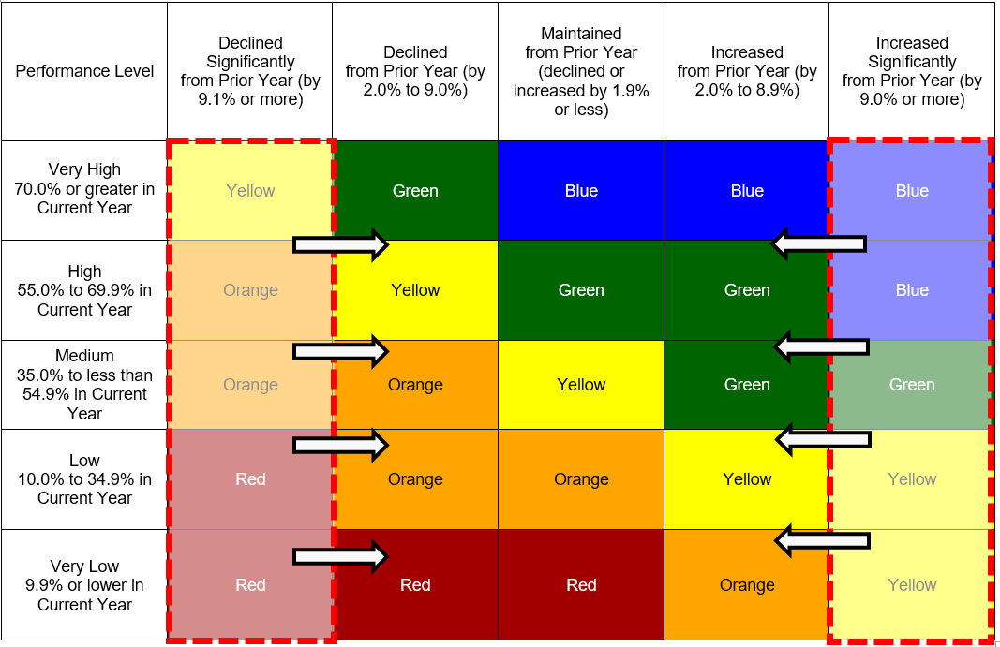 Performance Level
Declined
Significantly
from Prior Year (by
9.1% or more)
Declined
from Prior Year (by
2.0% to 9.0%)
Maintained
from Prior Year
(declined or
increased by 1.9%
or less)
Increased
from Prior Year (by
2.0% to 8.9%)
Increased
Significantly
from Prior Year (by
9.0% or more)
Very High
70.0% or greater in
Current Year
Yellow
Green
Blue
Blue
Blue
High
55.0% to 69.9% in
Current Year
Orange
Yellow
Green
Green
Blue
Medium
35.0% to less than
54.9% in Current
Year
Orange
Orange
Yellow
Green
Green
Low
10.0% to 34.9% in
Current Year
Red
Orange
Orange
Yellow
Yellow
Very Low
9.9% or lower in
Current Year
Red
Red
Red
Orange
Yellow